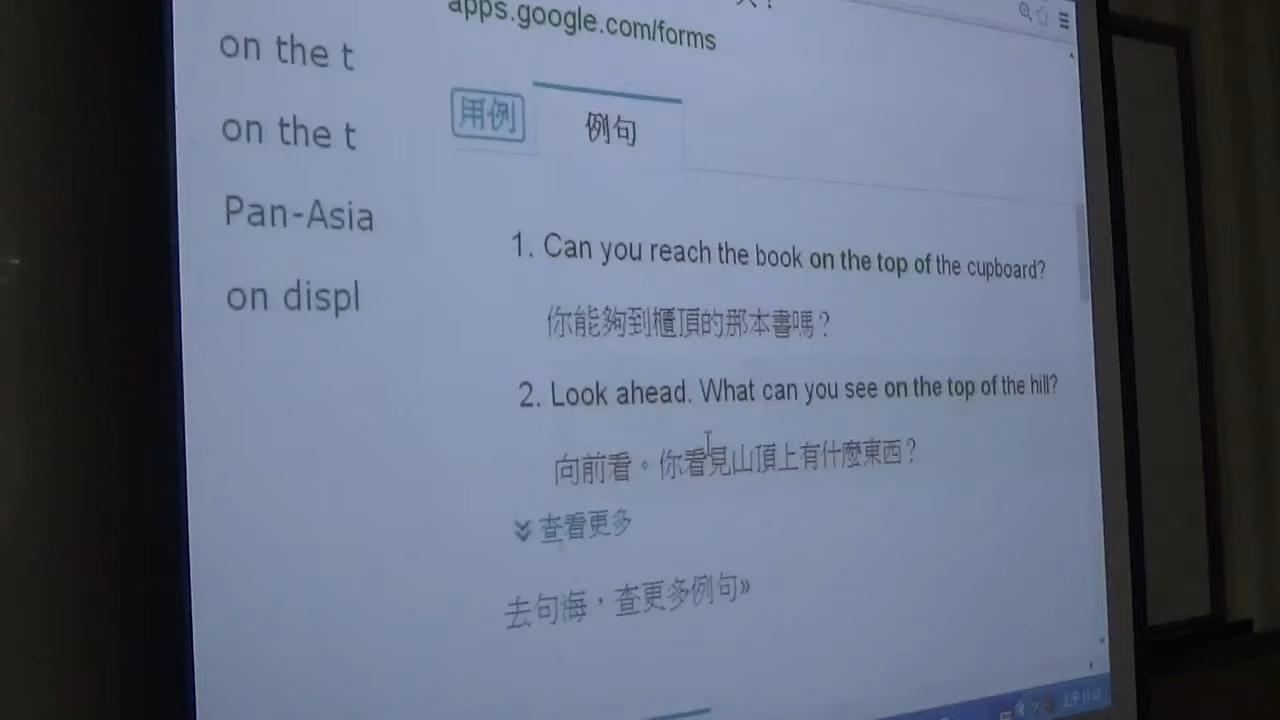 apps.google.com/forms
on the t
on the t
Pan-Asia
on displ
用例
例句
1. Can you reach the book on the top of the cupboard?
你能夠到櫃頂的那本書嗎？
2. Look ahead. What can you see on the top of the hill?
向前看。你看見山頂上有什麼東西？
查看更多
去句海，查更多例句»